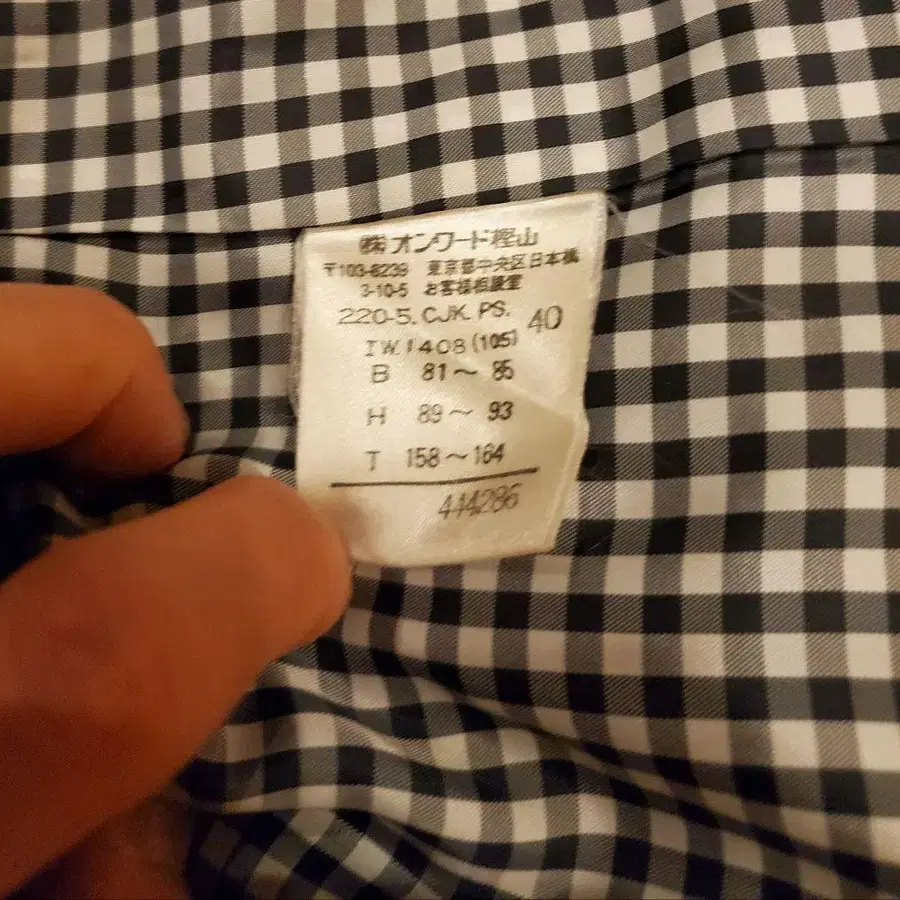 ㈱オンワード樫山
〒103-8239 東京都中央区日本橋
3-10-5 お客様相談室
220-5. CJK. PS. 40
IW1408(105)
B 81～85
H 89～93
T 158～164
444286